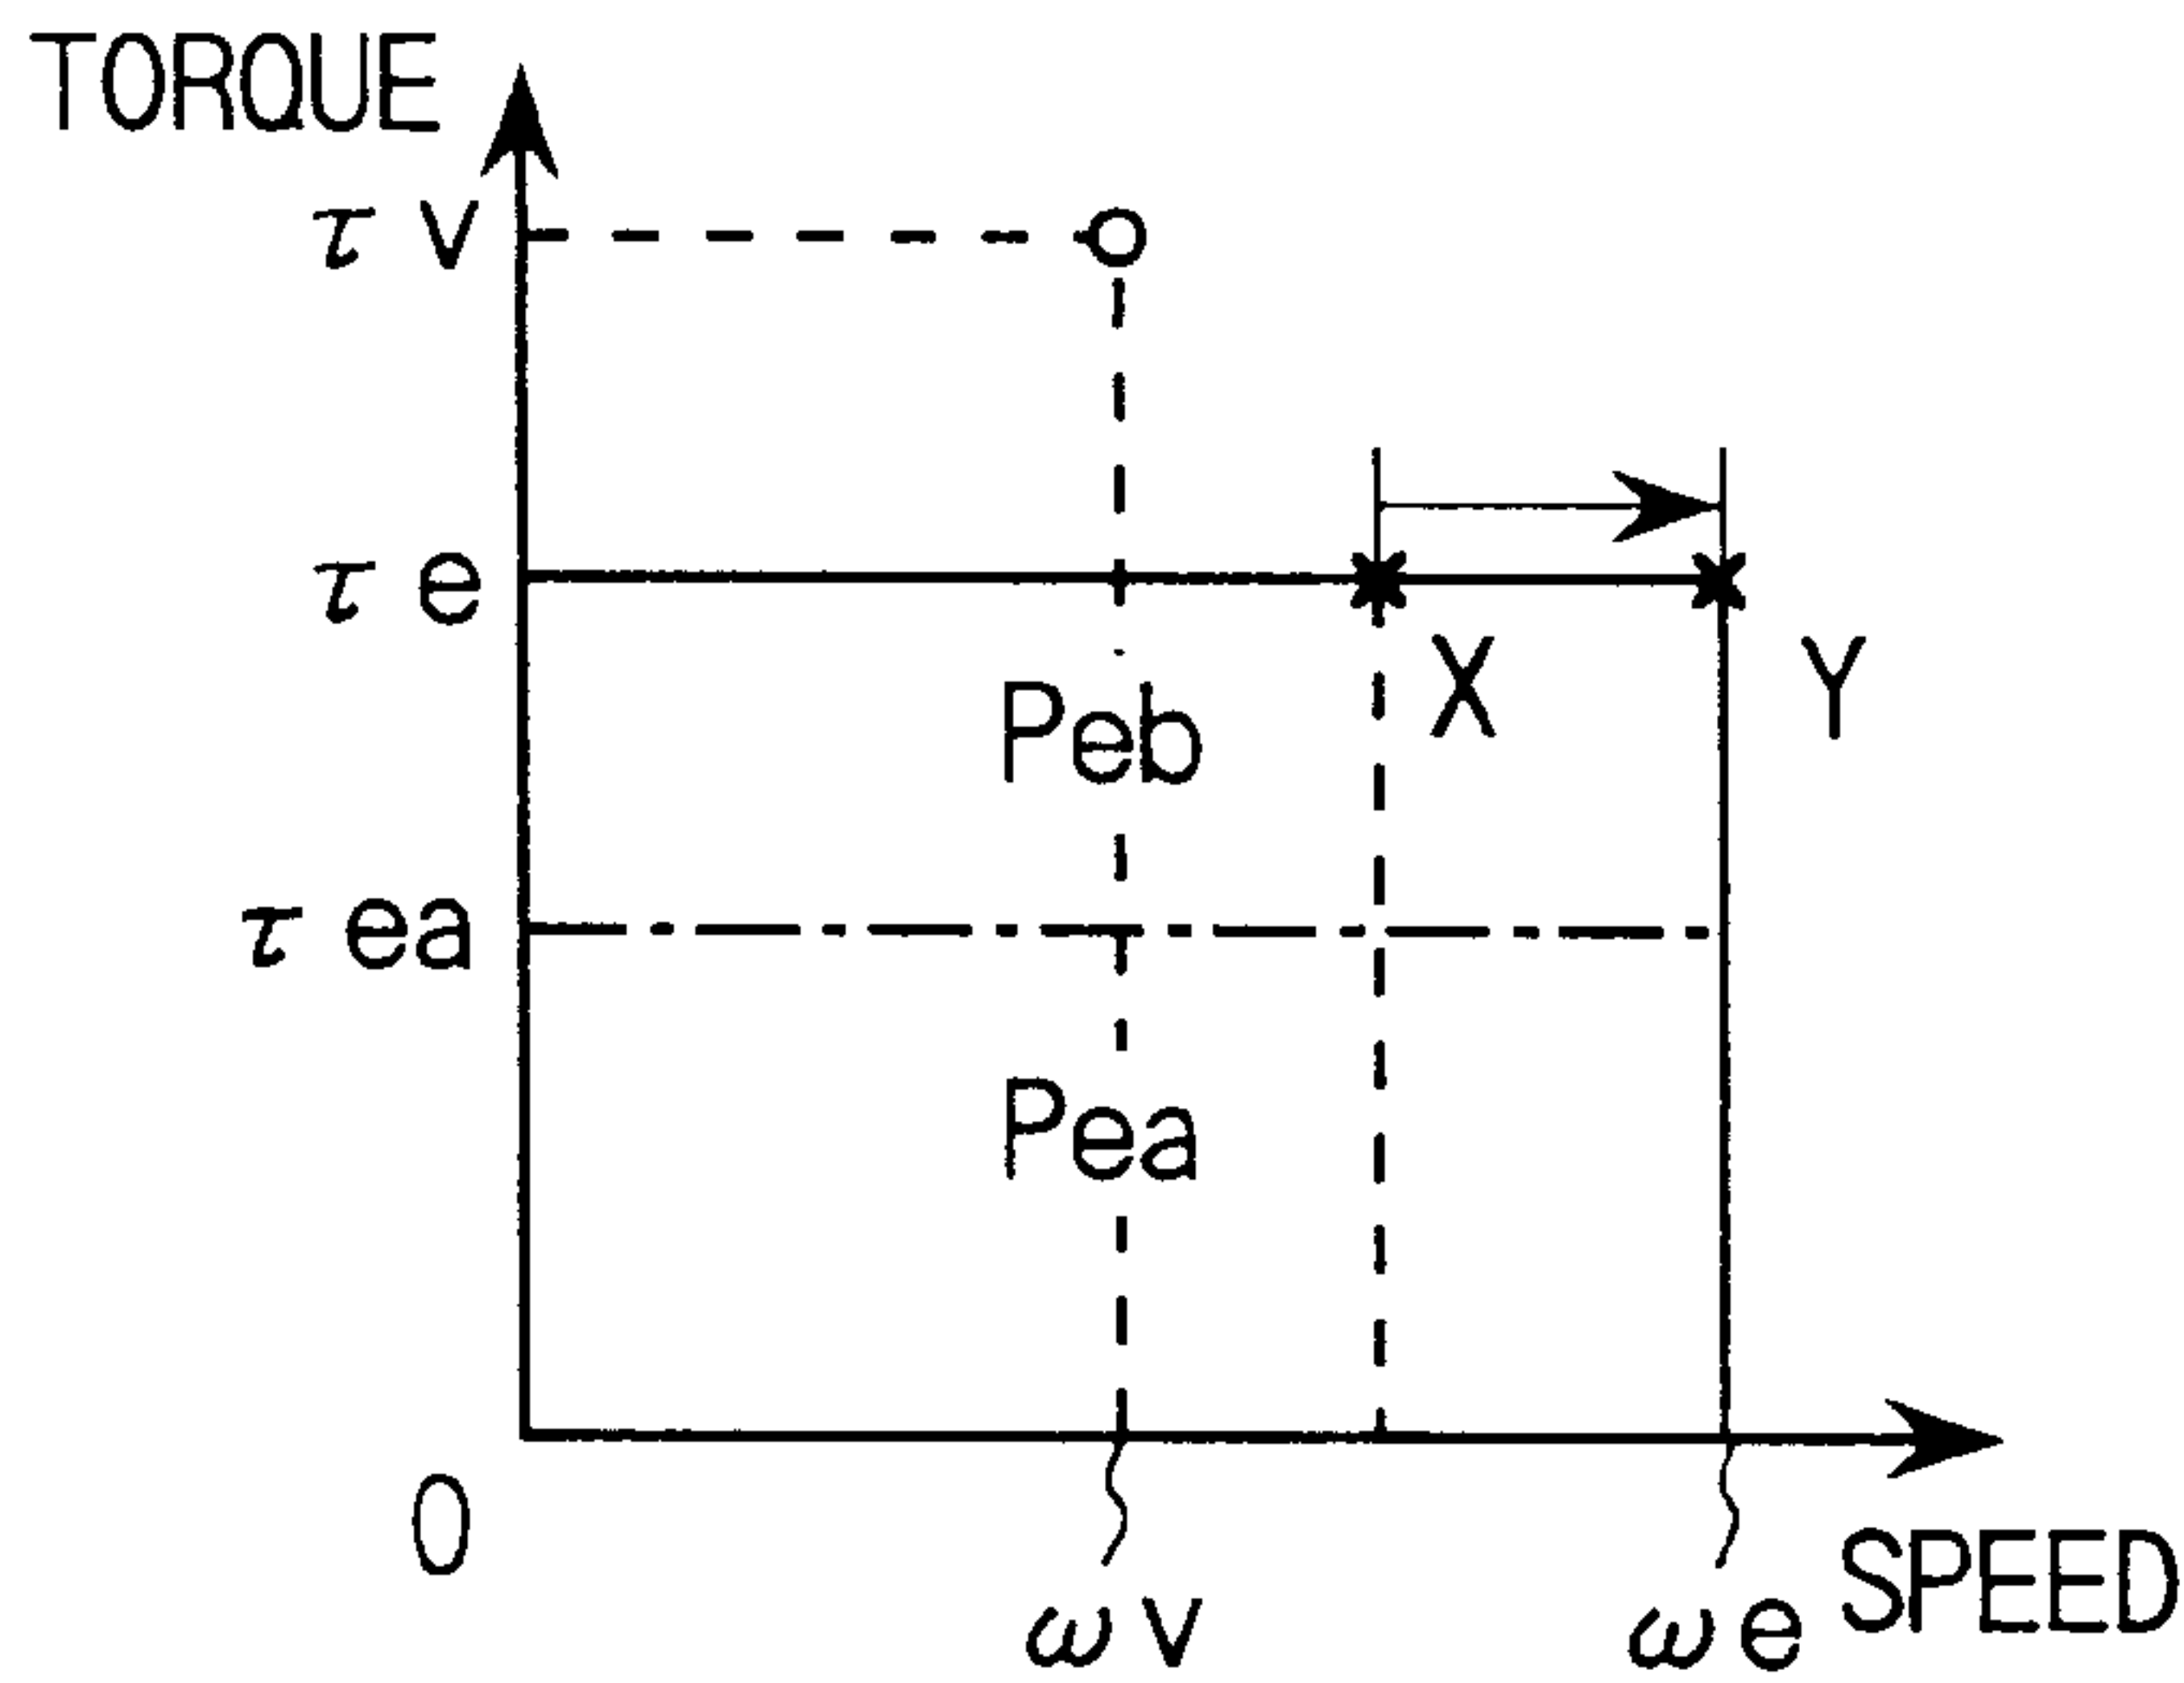 TORQUE
τ v
τ e
X
Y
Peb
τ ea
Pea
0
ω v
ω e
SPEED